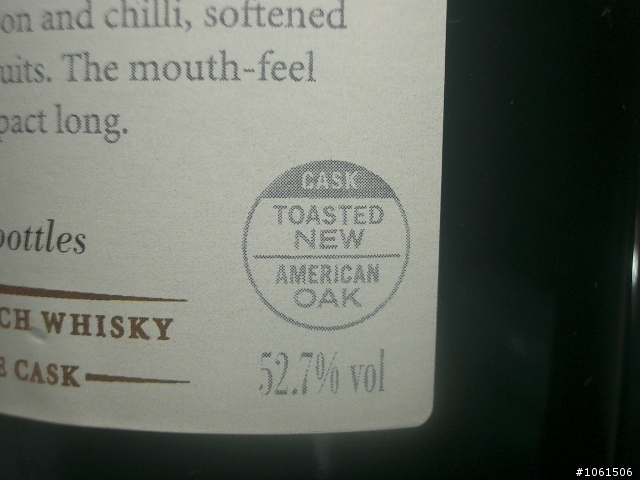 on and chilli, softened
uits. The mouth-feel
pact long.
CASK
TOASTED
NEW
AMERICAN
OAK
bottles
CH WHISKY
E CASK
52.7% vol
#1061506